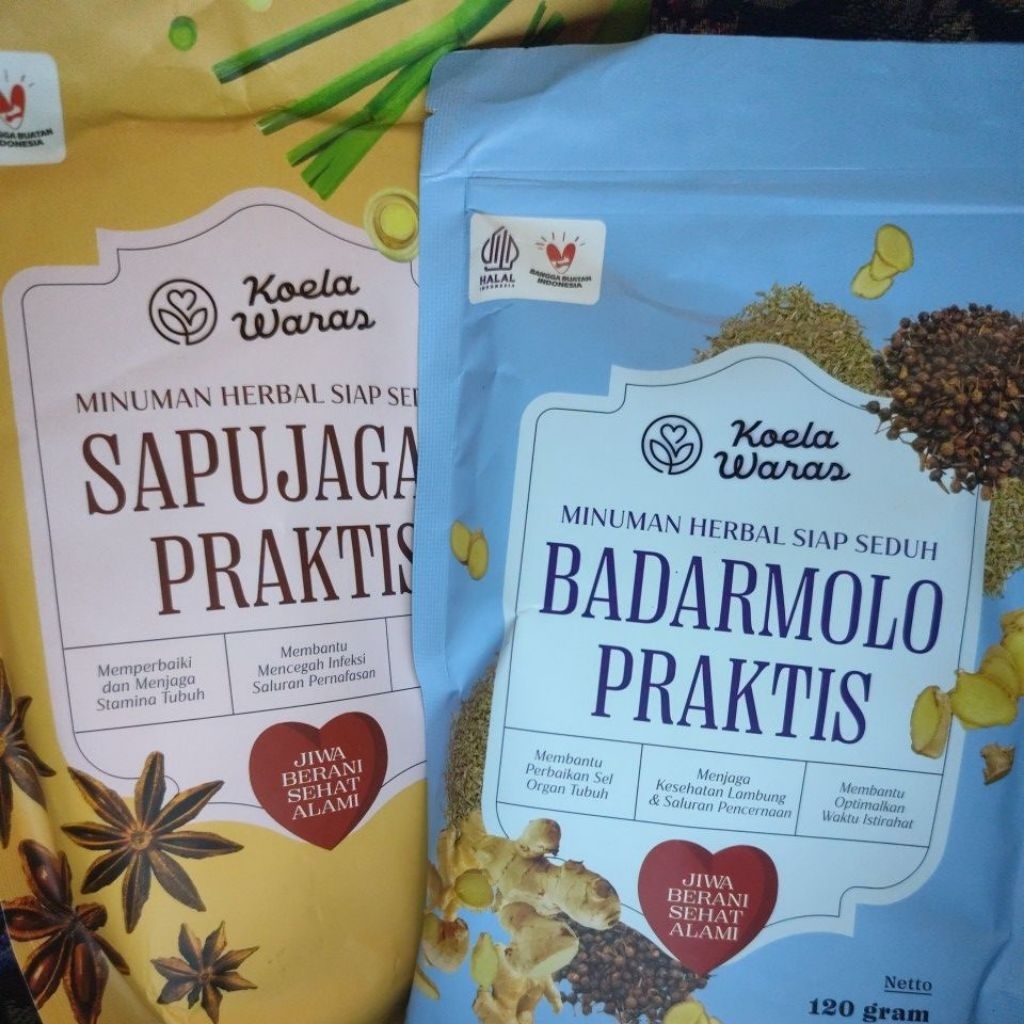 BUATAN
Koela
Waras
MINUMAN HERBAL SIAP
SAPUJAGA
PRAKTIS
Memperbaiki
dan Menjaga
Stamina Tubuh
Membantu
Mencegah Infeksi
Saluran Pernafasan
JIWA
BERANI
SEHAT
ALAMI
HALAL
INDONESIA
BANGGA BUATAN
INDONESIA
Koela
Waras
MINUMAN HERBAL SIAP SEDUH
BADARMOLO
PRAKTIS
Membantu
Perbaikan Sel
Organ Tubuh
Menjaga
Kesehatan Lambung
& Saluran Pencernaan
Membantu
Optimalkan
Waktu Istirahat
JIWA
BERANI
SEHAT
ALAMI
Netto
120 gram